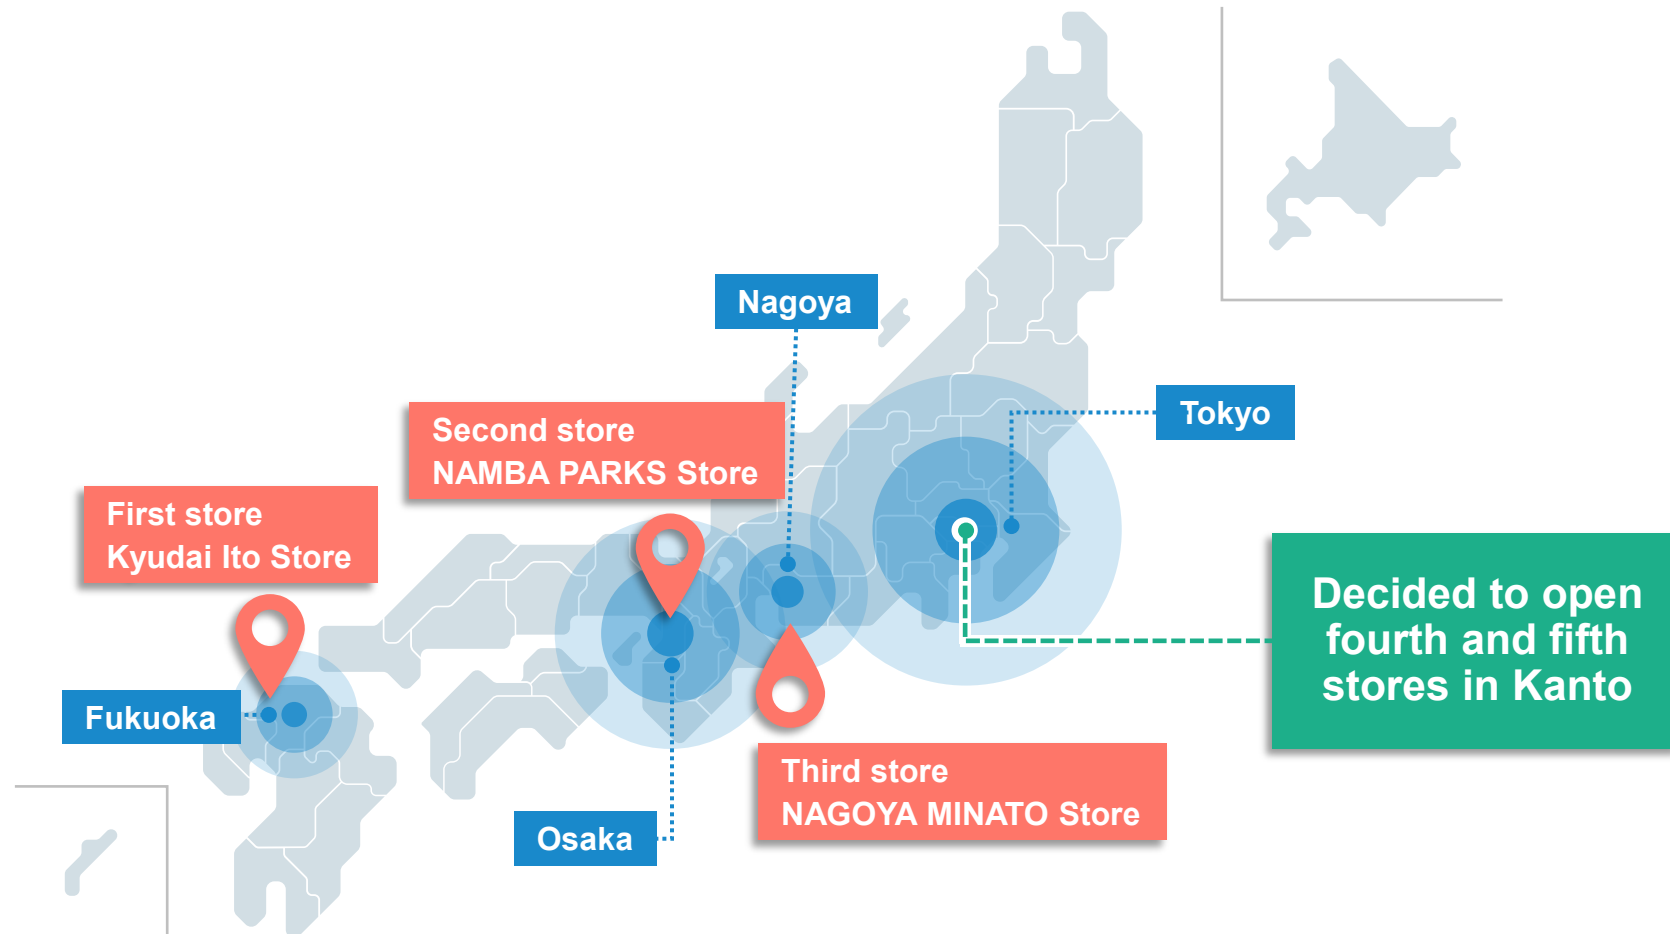 Nagoya
Tokyo
Second store
NAMBA PARKS Store
First store
Kyudai Ito Store
Decided to open
fourth and fifth
stores in Kanto
Fukuoka
Third store
NAGOYA MINATO Store
Osaka